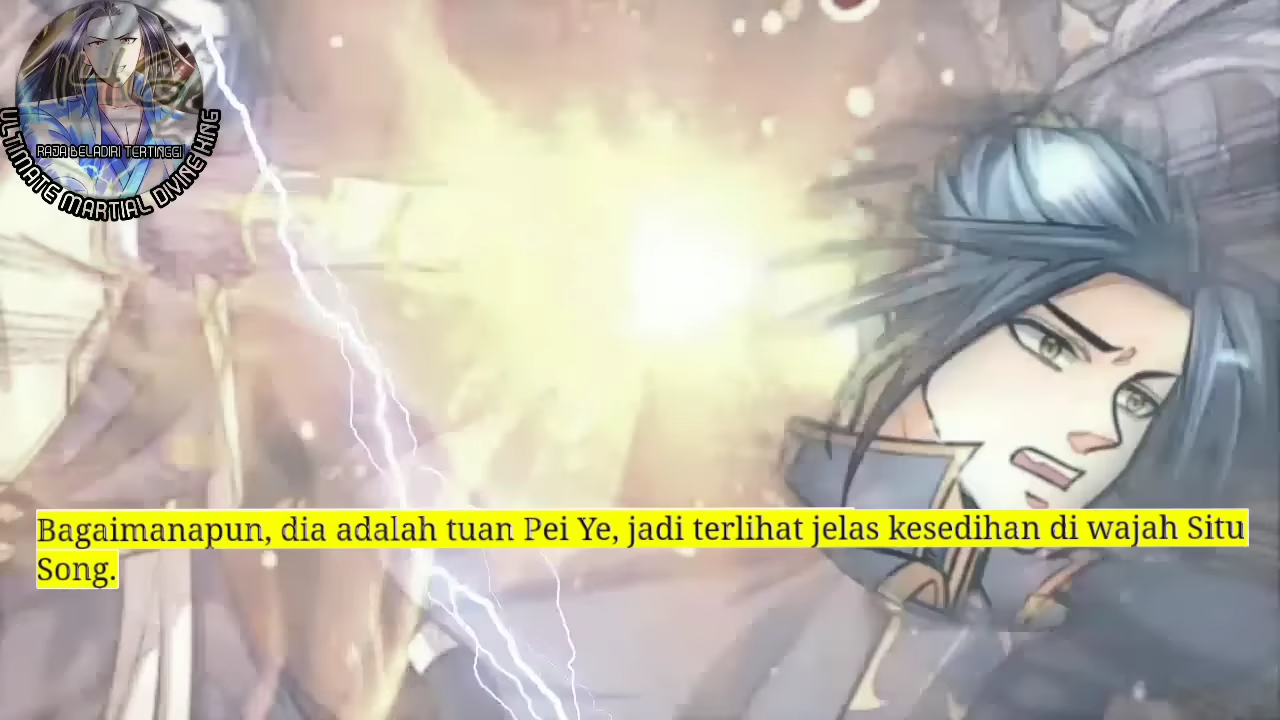 RAJA BELADIRI TERTINGGI
ULTIMATE MARTIAL DIVINE KING
Bagaimanapun, dia adalah tuan Pei Ye, jadi terlihat jelas kesedihan di wajah Situ
Song.